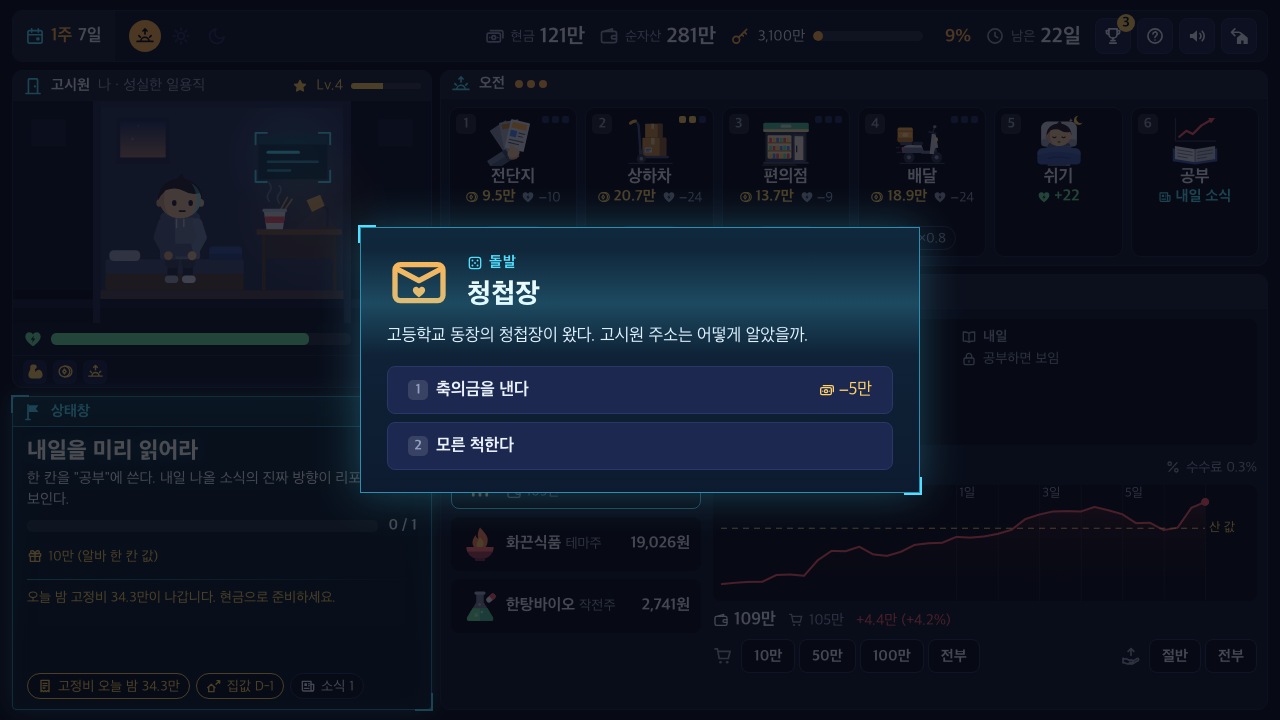 1주 7일
현금 121만
순자산 281만
3,100만
9%
남은 22일
3
고시원 나 · 성실한 일용직
Lv.4
오전
1
전단지
9.5만 −10
2
상하차
20.7만 −24
3
편의점
13.7만 −9
4
배달
18.9만 −24
×0.8
5
쉬기
+22
6
공부
내일 소식
돌발
청첩장
고등학교 동창의 청첩장이 왔다. 고시원 주소는 어떻게 알았을까.
1 축의금을 낸다 −5만
2 모른 척한다
상태창
내일을 미리 읽어라
한 칸을 "공부"에 쓴다. 내일 나올 소식의 진짜 방향이 리포
보인다.
0 / 1
10만 (알바 한 칸 값)
오늘 밤 고정비 34.3만이 나갑니다. 현금으로 준비하세요.
고정비 오늘 밤 34.3만
집값 D-1
소식 1
내일
공부하면 보임
수수료 0.3%
화끈식품 테마주 19,026원
한탕바이오 작전주 2,741원
1일
3일
5일
산 값
109만 105만 +4.4만 (+4.2%)
10만
50만
100만
전부
절반
전부